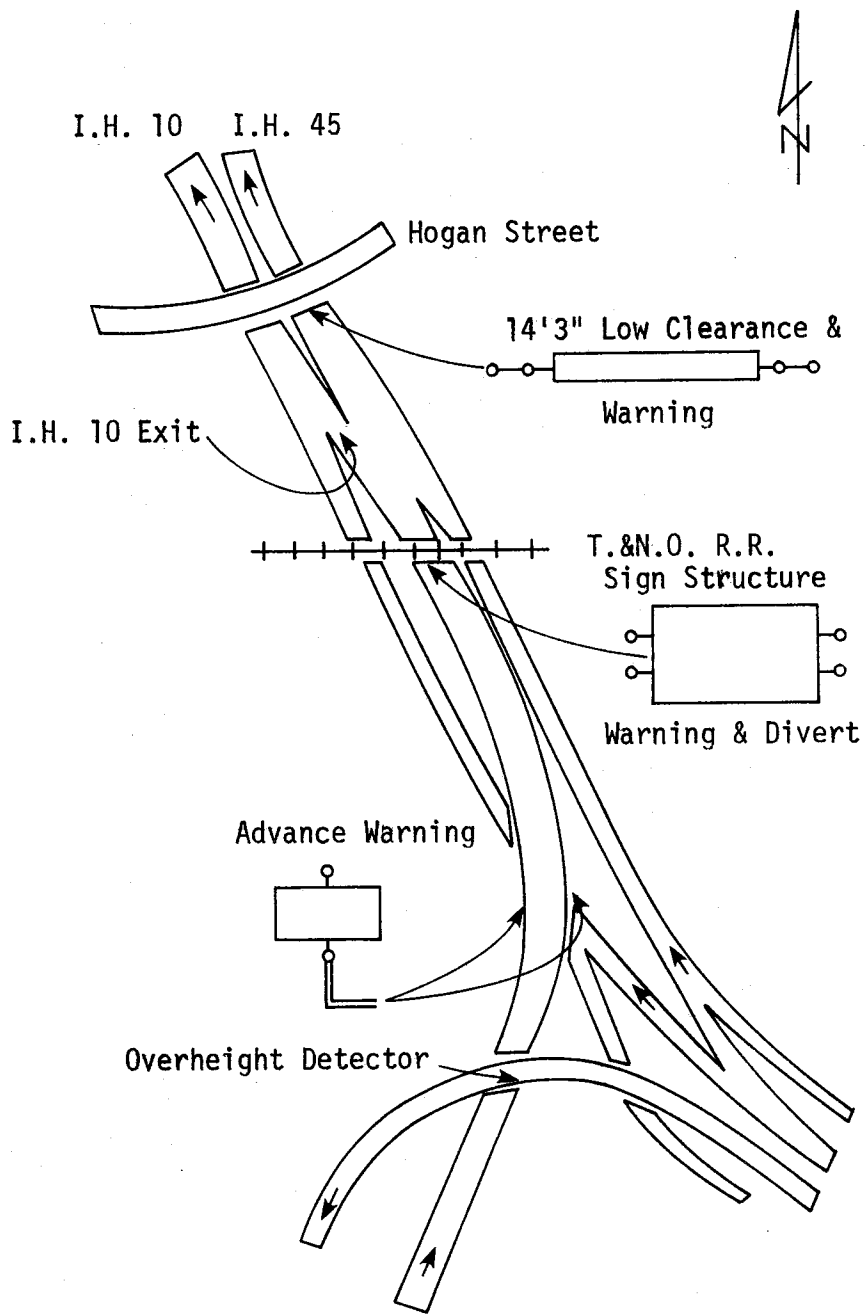 I.H. 10
I.H. 45
N
Hogan Street
14'3" Low Clearance &
Warning
I.H. 10 Exit
T.&N.O. R.R.
Sign Structure
Warning & Divert
Advance Warning
Overheight Detector